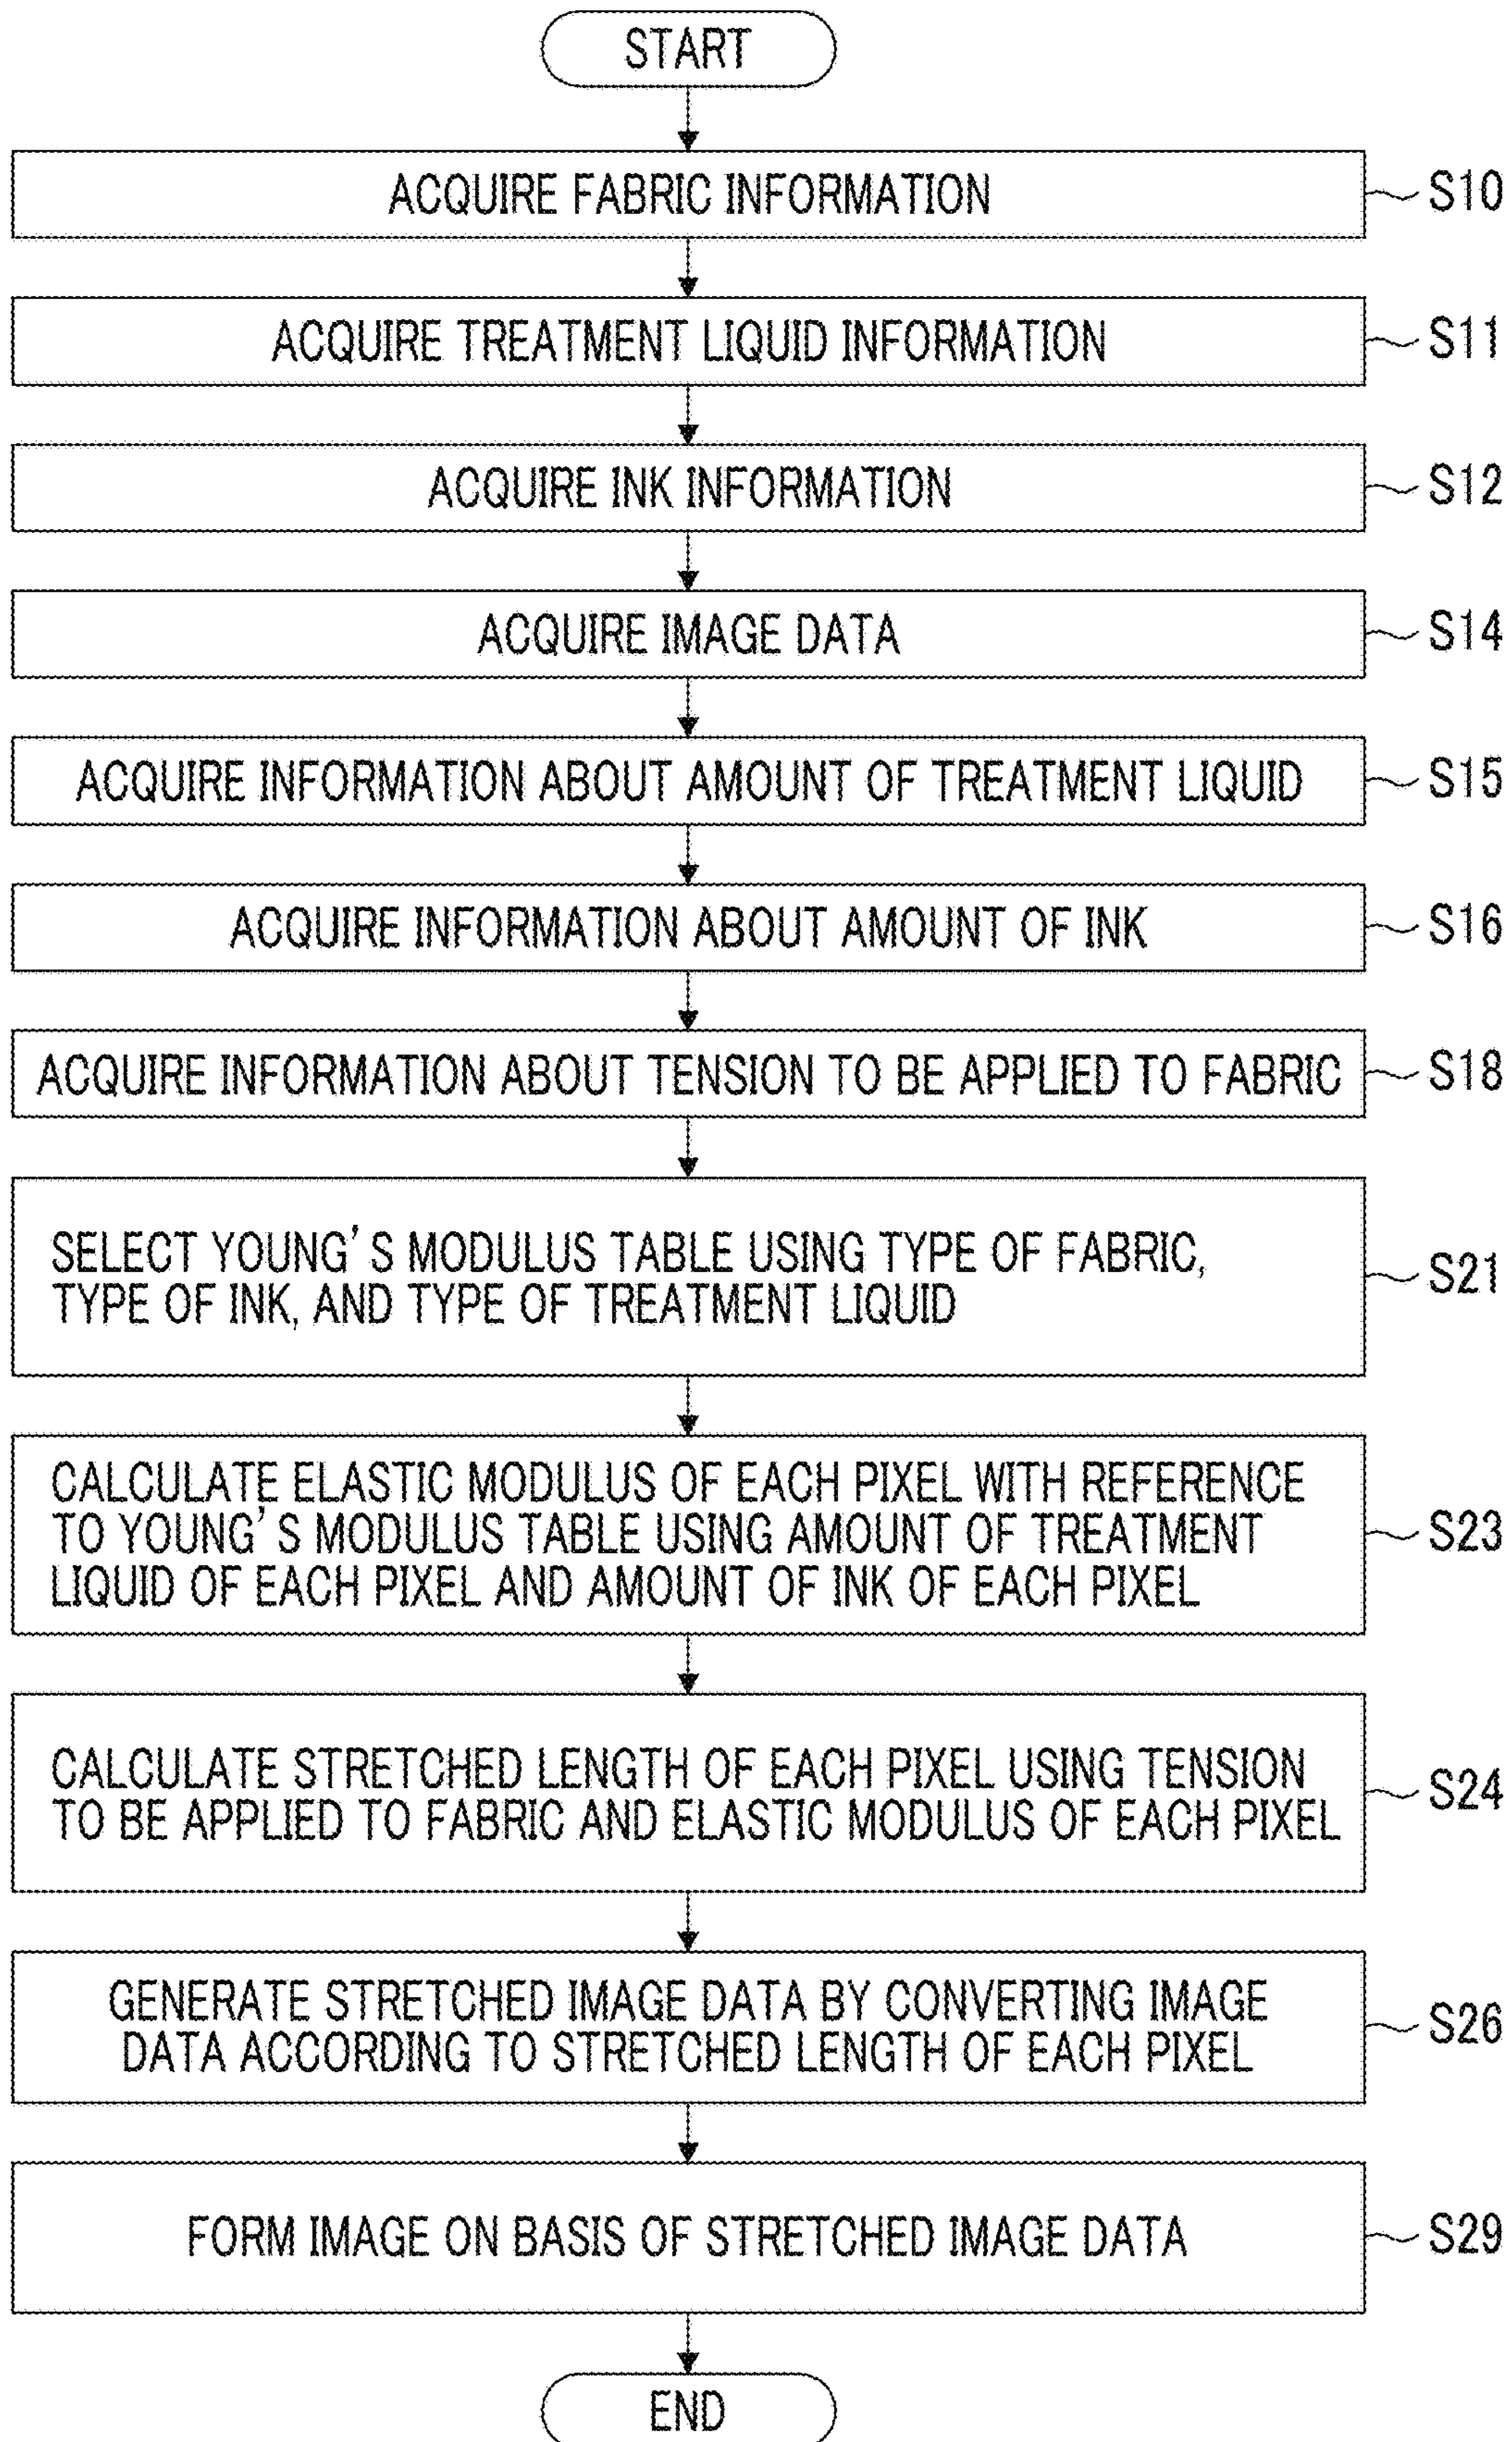 START
ACQUIRE FABRIC INFORMATION
S10
ACQUIRE TREATMENT LIQUID INFORMATION
S11
ACQUIRE INK INFORMATION
S12
ACQUIRE IMAGE DATA
S14
ACQUIRE INFORMATION ABOUT AMOUNT OF TREATMENT LIQUID
S15
ACQUIRE INFORMATION ABOUT AMOUNT OF INK
S16
ACQUIRE INFORMATION ABOUT TENSION TO BE APPLIED TO FABRIC
S18
SELECT YOUNG'S MODULUS TABLE USING TYPE OF FABRIC,
TYPE OF INK, AND TYPE OF TREATMENT LIQUID
S21
CALCULATE ELASTIC MODULUS OF EACH PIXEL WITH REFERENCE
TO YOUNG'S MODULUS TABLE USING AMOUNT OF TREATMENT
LIQUID OF EACH PIXEL AND AMOUNT OF INK OF EACH PIXEL
S23
CALCULATE STRETCHED LENGTH OF EACH PIXEL USING TENSION
TO BE APPLIED TO FABRIC AND ELASTIC MODULUS OF EACH PIXEL
S24
GENERATE STRETCHED IMAGE DATA BY CONVERTING IMAGE
DATA ACCORDING TO STRETCHED LENGTH OF EACH PIXEL
S26
FORM IMAGE ON BASIS OF STRETCHED IMAGE DATA
S29
END